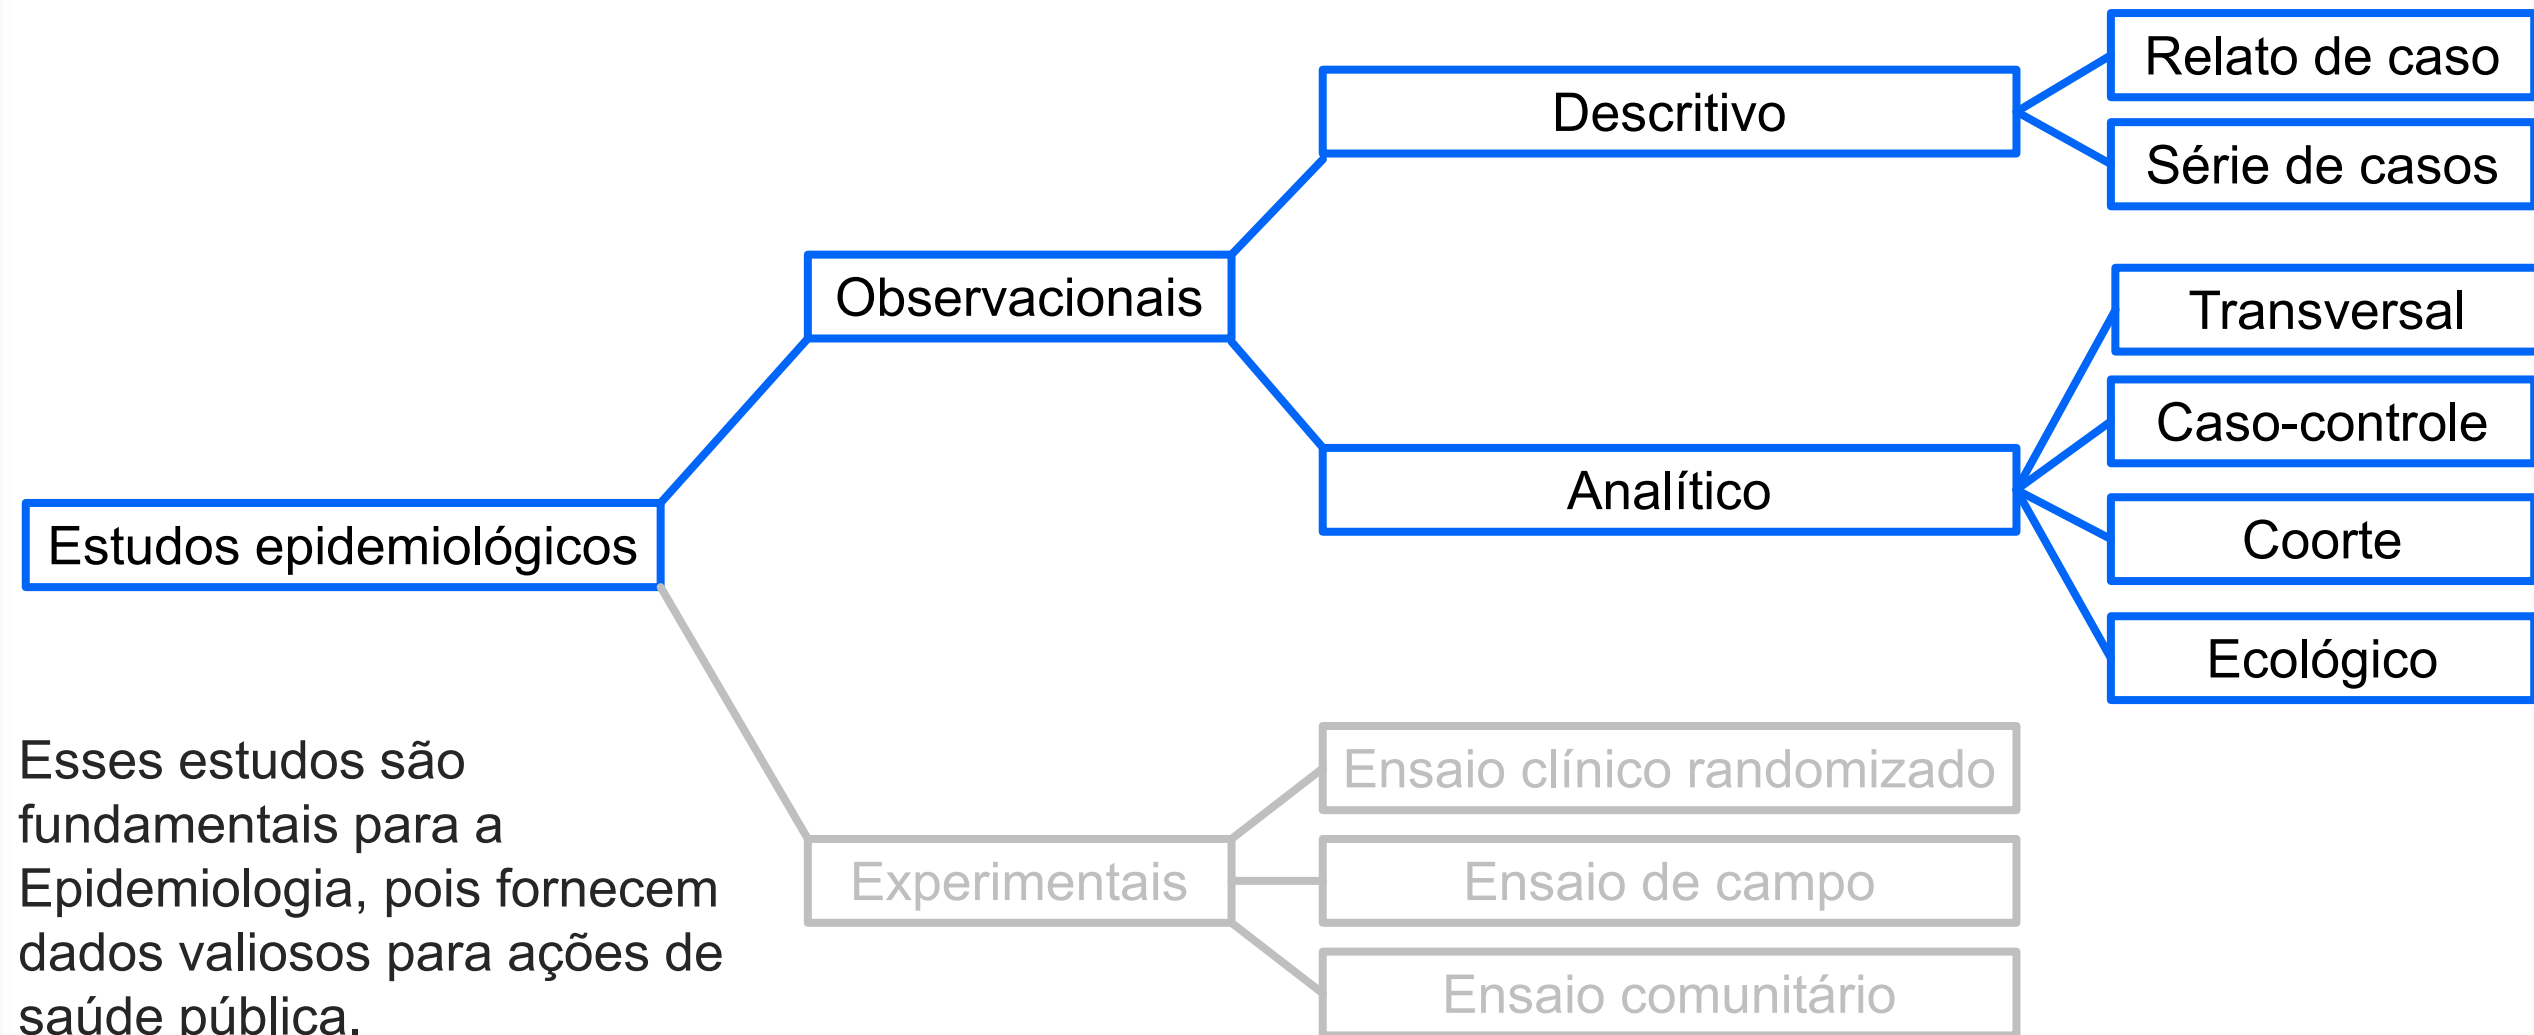 Relato de caso
Descritivo
Série de casos
Observacionais
Transversal
Caso-controle
Analítico
Coorte
Estudos epidemiológicos
Ecológico
Esses estudos são
fundamentais para a
Epidemiologia, pois fornecem
dados valiosos para ações de
saúde pública.
Ensaio clínico randomizado
Experimentais
Ensaio de campo
Ensaio comunitário